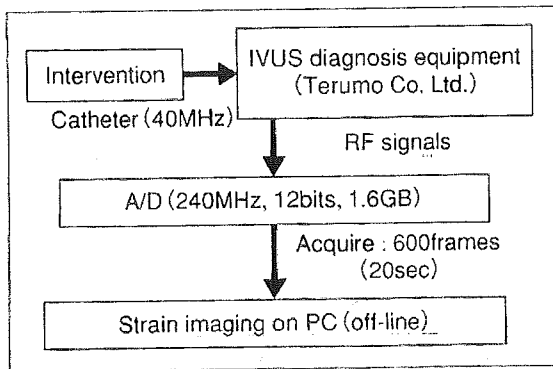 Intervention
IVUS diagnosis equipment
(Terumo Co. Ltd.)
Catheter (40MHz)
RF signals
A/D (240MHz, 12bits, 1.6GB)
Acquire : 600frames
(20sec)
Strain imaging on PC (off-line)